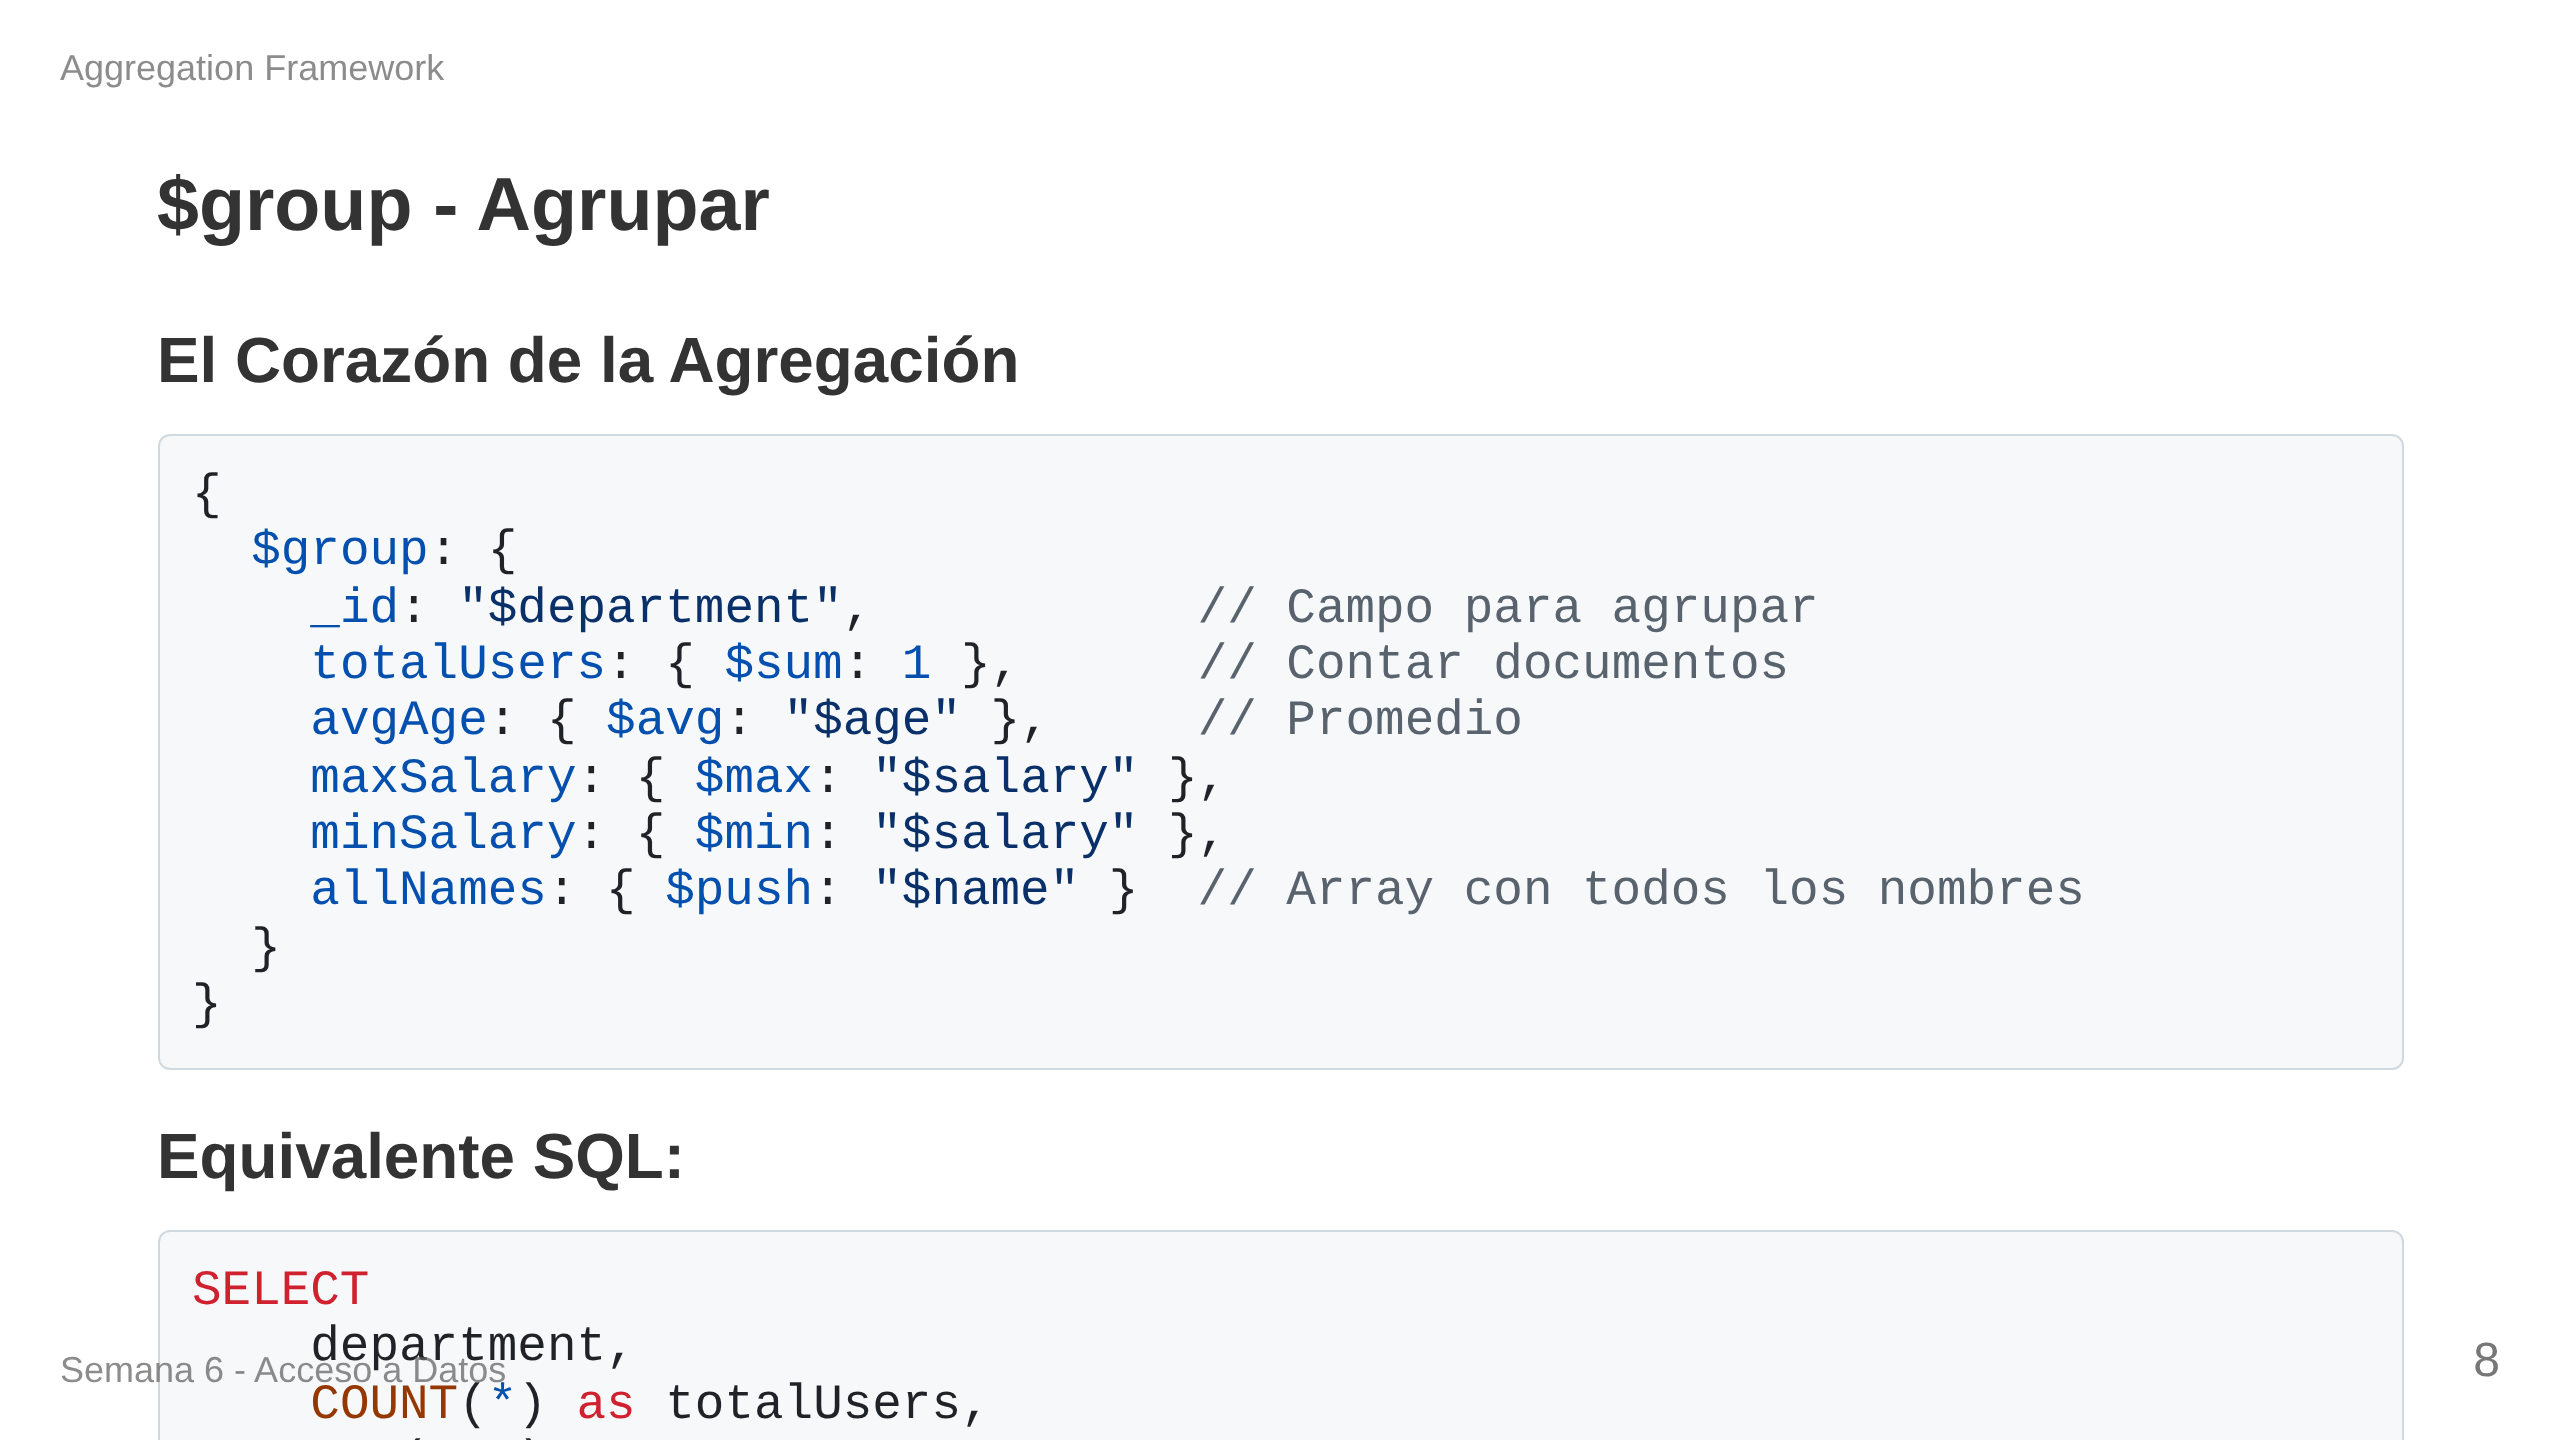 Aggregation Framework
$group - Agrupar
El Corazón de la Agregación
{
  $group: {
    _id: "$department",           // Campo para agrupar
    totalUsers: { $sum: 1 },      // Contar documentos
    avgAge: { $avg: "$age" },     // Promedio
    maxSalary: { $max: "$salary" },
    minSalary: { $min: "$salary" },
    allNames: { $push: "$name" }  // Array con todos los nombres
  }
}
Equivalente SQL:
SELECT
    department,
    COUNT(*) as totalUsers,
Semana 6 - Acceso a Datos
8